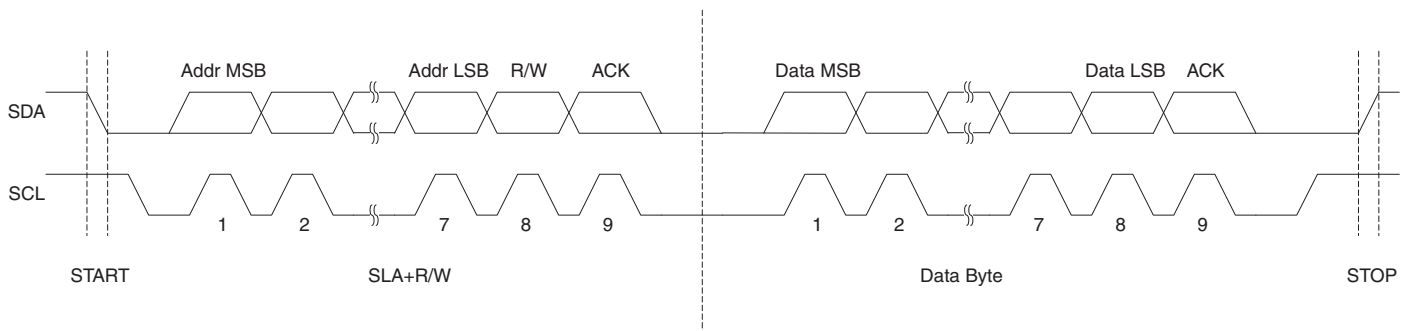 Addr MSB Addr LSB R/W ACK Data MSB Data LSB ACK
SDA
SCL
1 2 7 8 9 1 2 7 8 9
START SLA+R/W Data Byte STOP